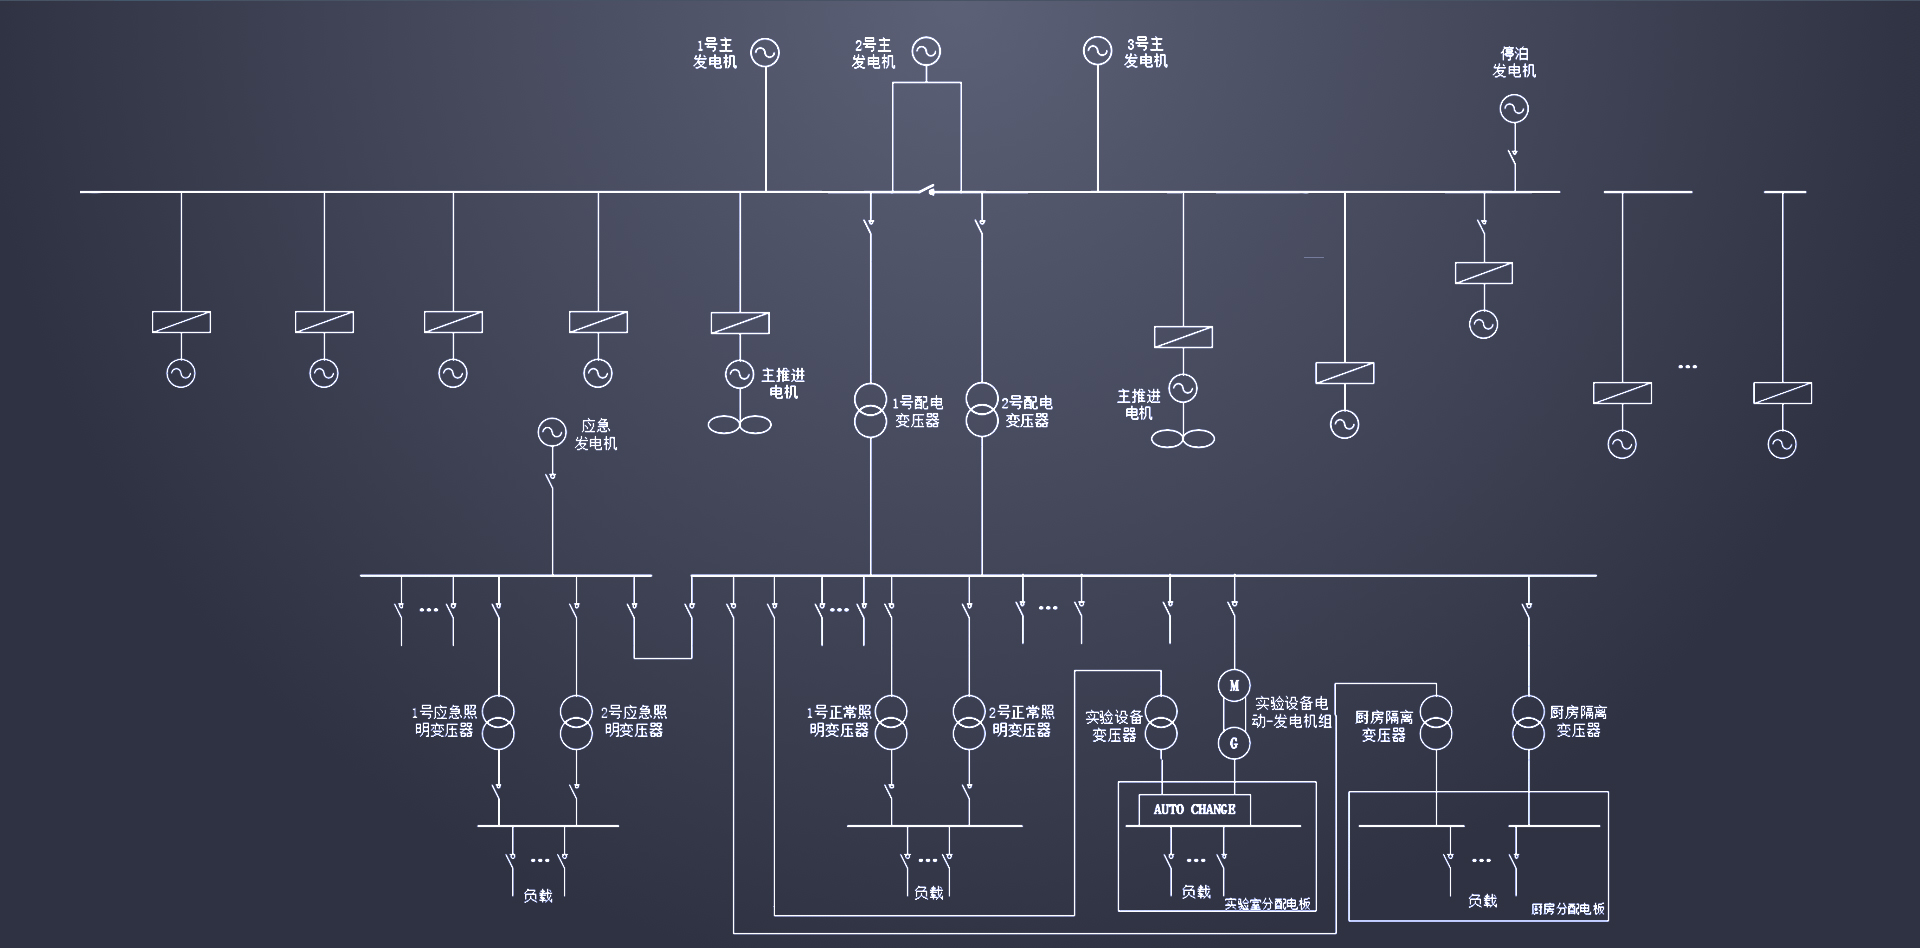 1号主
发电机
2号主
发电机
3号主
发电机
停泊
发电机
主推进
电机
1号配电
变压器
2号配电
变压器
主推进
电机
应急
发电机
1号应急照
明变压器
2号应急照
明变压器
1号正常照
明变压器
2号正常照
明变压器
实验设备
变压器
M
G
实验设备电
动-发电机组
厨房隔离
变压器
厨房隔离
变压器
AUTO CHANGE
负载
负载
负载
实验室分配电板
负载
厨房分配电板